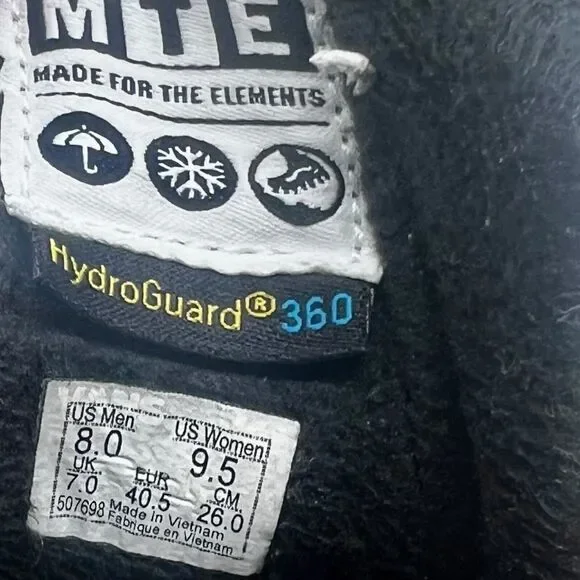 MTE
MADE FOR THE ELEMENTS
HydroGuard® 360
US Men US Women
8.0 9.5
UK EUR CM
7.0 40.5 26.0
507698 Made in Vietnam
Fabriqué en Vietnam